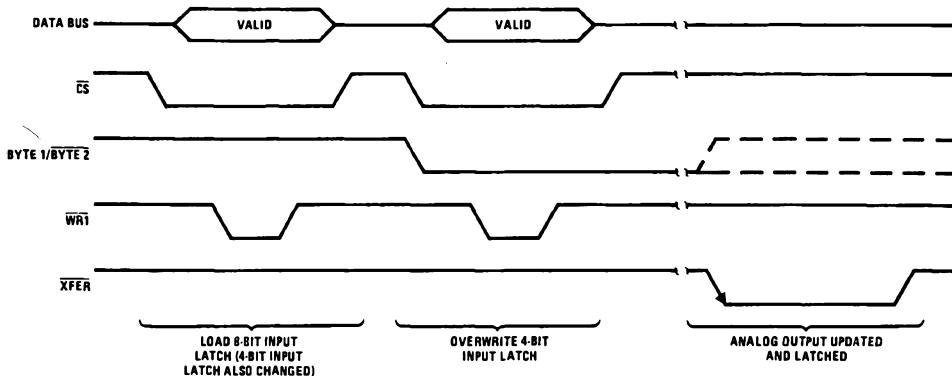 DATA BUS
VALID
VALID
CS
BYTE 1/BYTE 2
WR1
XFER
LOAD 8-BIT INPUT
LATCH (4-BIT INPUT
LATCH ALSO CHANGED)
OVERWRITE 4-BIT
INPUT LATCH
ANALOG OUTPUT UPDATED
AND LATCHED